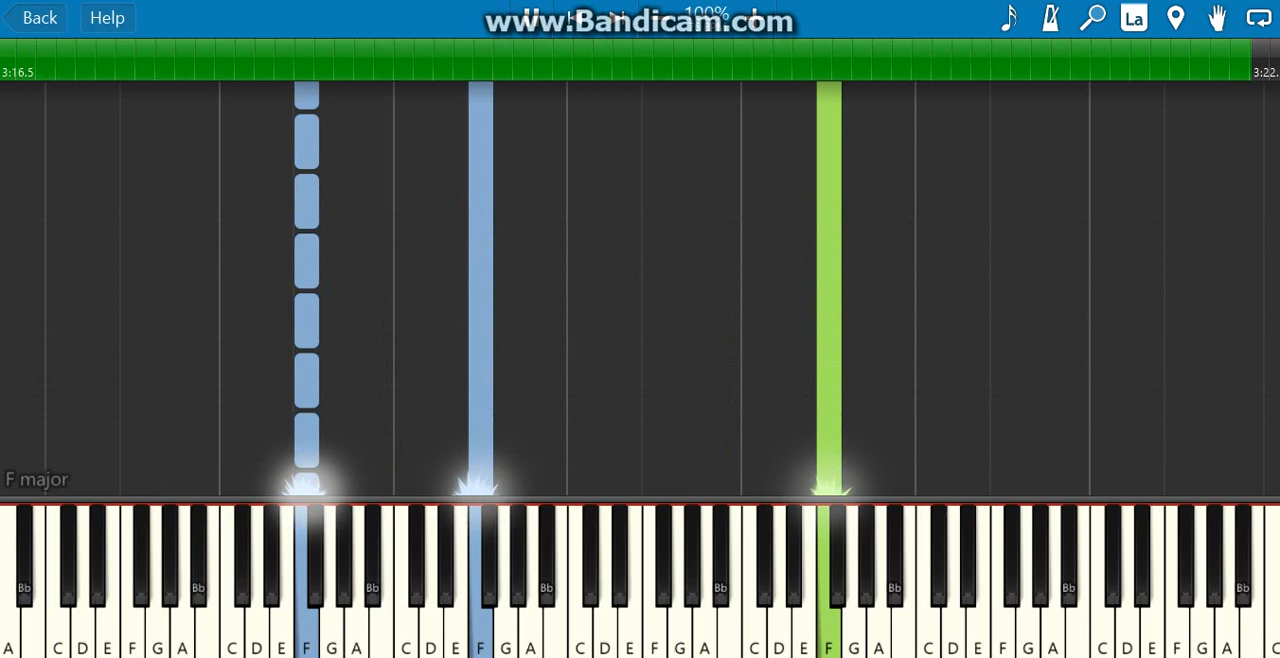 Back Help 100% La
www.Bandicam.com
3:16.5 3:22.
F major
Bb Bb Bb Bb Bb Bb Bb Bb
A C D E F G A C D E F G A C D E F G A C D E F G A C D E F G A C D E F G A C D E F G A C